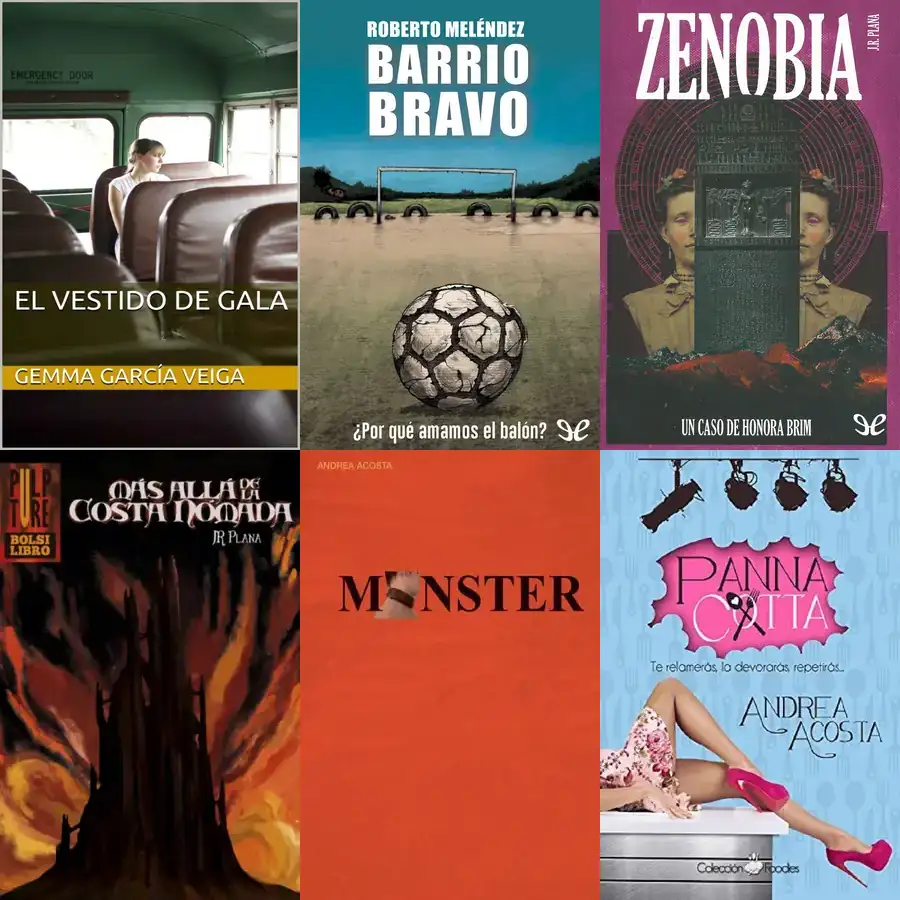 EMERGENCY DOOR
EL VESTIDO DE GALA
GEMMA GARCÍA VEIGA
ROBERTO MELÉNDEZ
BARRIO
BRAVO
¿Por qué amamos el balón?
ZENOBIA
J.R. PLANA
UN CASO DE HONORA BRIM
PULP
TURE
BOLSI
LIBRO
MÁS ALLÁ DE LA
COSTA NÓMADA
JR PLANA
ANDREA ACOSTA
M NSTER
PANNA
COTTA
Te relamerás, la devorarás, repetirás...
ANDREA
ACOSTA
Colección Foodies